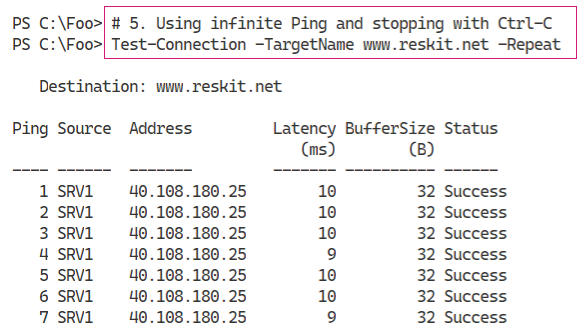 PS C:\Foo> # 5. Using infinite Ping and stopping with Ctrl-C
PS C:\Foo> Test-Connection -TargetName www.reskit.net -Repeat
Destination: www.reskit.net
Ping Source Address Latency BufferSize Status
(ms) (B)
---- ------ ------- ------- ---------- ------
1 SRV1 40.108.180.25 10 32 Success
2 SRV1 40.108.180.25 10 32 Success
3 SRV1 40.108.180.25 10 32 Success
4 SRV1 40.108.180.25 9 32 Success
5 SRV1 40.108.180.25 10 32 Success
6 SRV1 40.108.180.25 10 32 Success
7 SRV1 40.108.180.25 9 32 Success